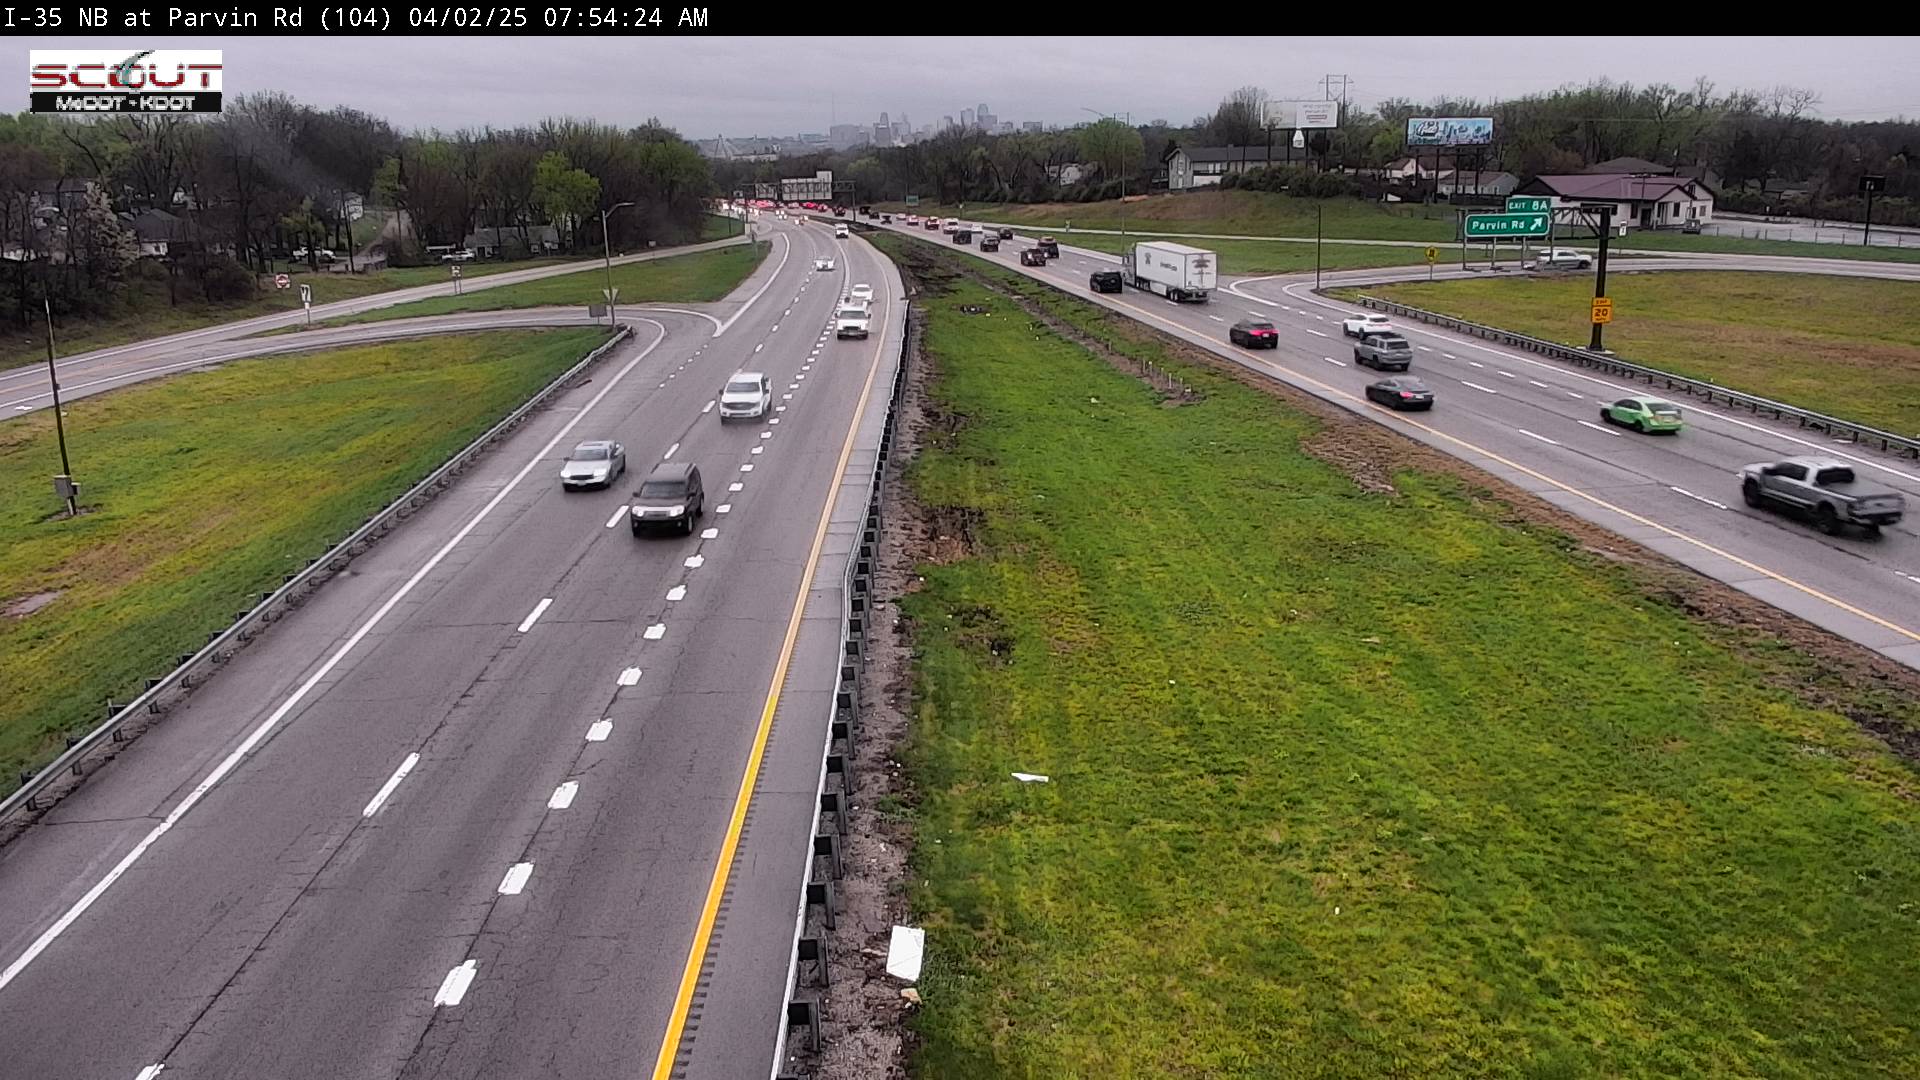 I-35 NB at Parvin Rd (104) 04/02/25 07:54:24 AM
SCOUT
MoDOT - KDOT
EXIT 8A
Parvin Rd
EXIT
20